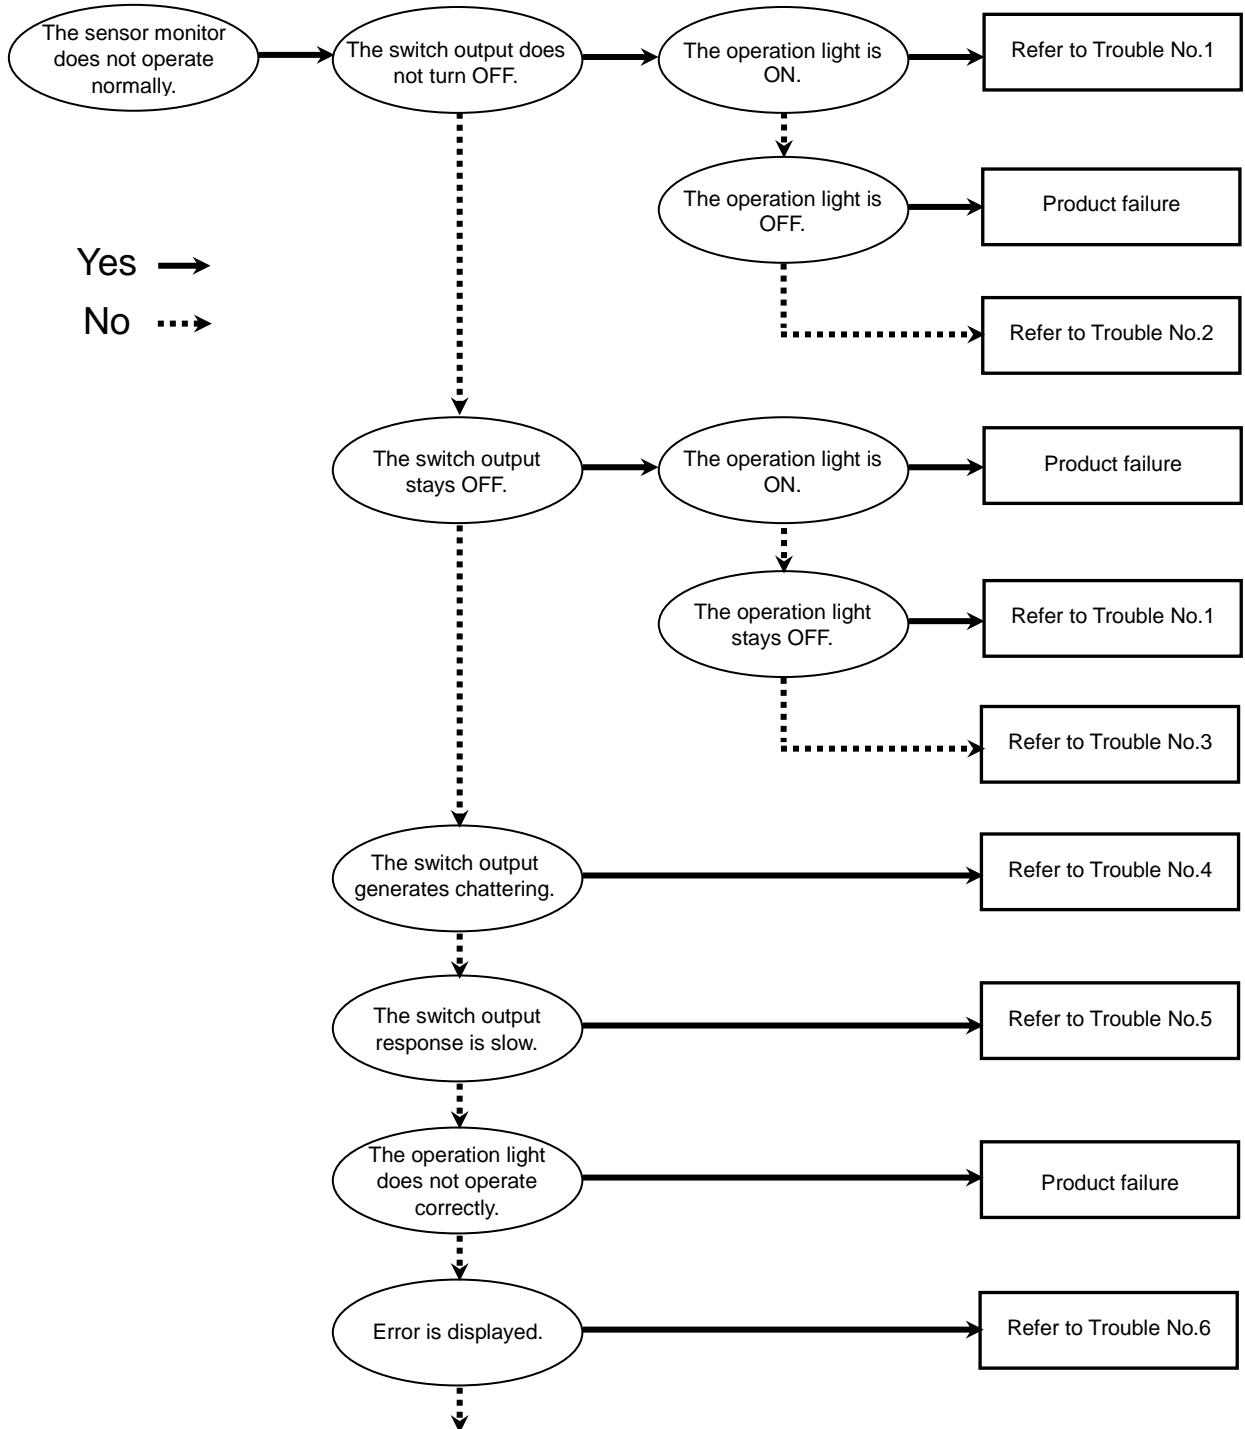 The sensor monitor
does not operate
normally.
The switch output does
not turn OFF.
The operation light is
ON.
Refer to Trouble No.1
The operation light is
OFF.
Product failure
Yes
No
Refer to Trouble No.2
The switch output
stays OFF.
The operation light is
ON.
Product failure
The operation light
stays OFF.
Refer to Trouble No.1
Refer to Trouble No.3
The switch output
generates chattering.
Refer to Trouble No.4
The switch output
response is slow.
Refer to Trouble No.5
The operation light
does not operate
correctly.
Product failure
Error is displayed.
Refer to Trouble No.6